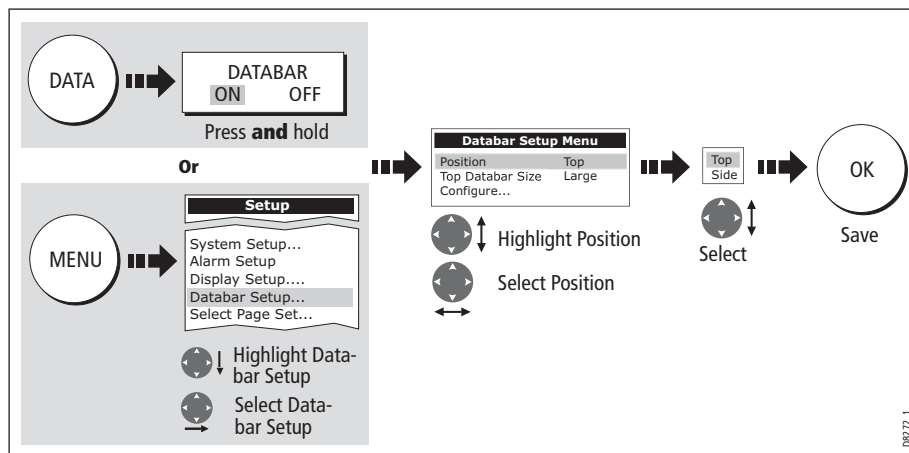 DATA
DATABAR
ON OFF
Press and hold
Or
MENU
Setup
System Setup...
Alarm Setup
Display Setup....
Databar Setup...
Select Page Set...
Highlight Data-
bar Setup
Select Data-
bar Setup
Databar Setup Menu
Position Top
Top Databar Size Large
Configure...
Highlight Position
Select Position
Top
Side
Select
OK
Save
D8272_1